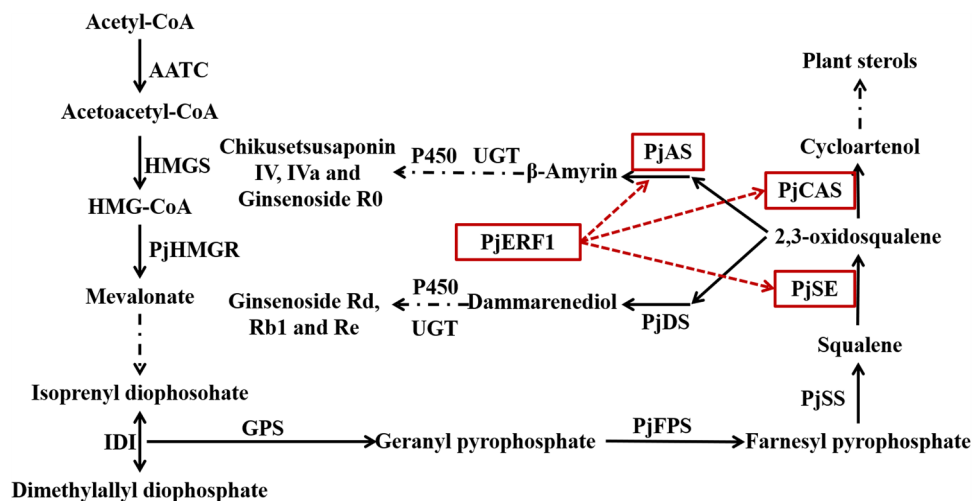 Acetyl-CoA
AATC
Acetoacetyl-CoA
HMGS
HMG-CoA
PjHMGR
Mevalonate
Isoprenyl diophosohate
IDI
Dimethylallyl diophosphate
GPS
Geranyl pyrophosphate
PjFPS
Farnesyl pyrophosphate
PjSS
Squalene
PjSE
2,3-oxidosqualene
PjCAS
Cycloartenol
Plant sterols
PjAS
β-Amyrin
P450 UGT
Chikusetsusaponin
IV, IVa and
Ginsenoside R0
PjERF1
PjDS
Dammarenediol
P450
UGT
Ginsenoside Rd,
Rb1 and Re